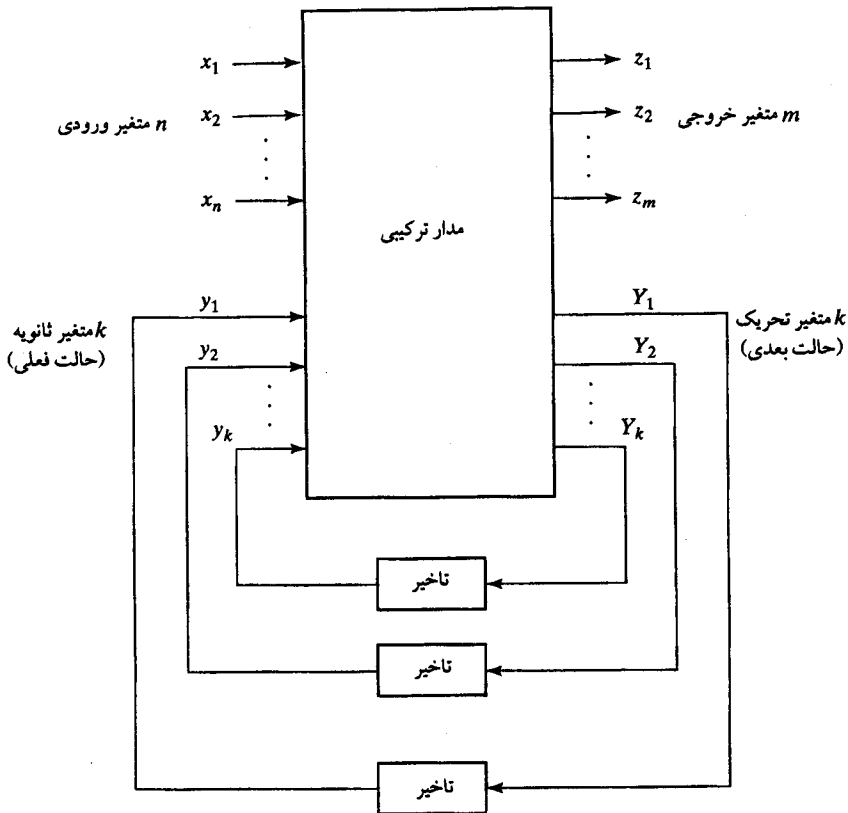 x₁
z₁
n متغیر ورودی
x₂
z₂
m متغیر خروجی
xₙ
zₘ
مدار ترکیبی
y₁
Y₁
k متغیر ثانویه
(حالت فعلی)
k متغیر تحریک
(حالت بعدی)
y₂
Y₂
yₖ
Yₖ
تاخیر
تاخیر
تاخیر